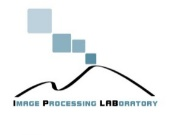 IMAGE PROCESSING LABORATORY